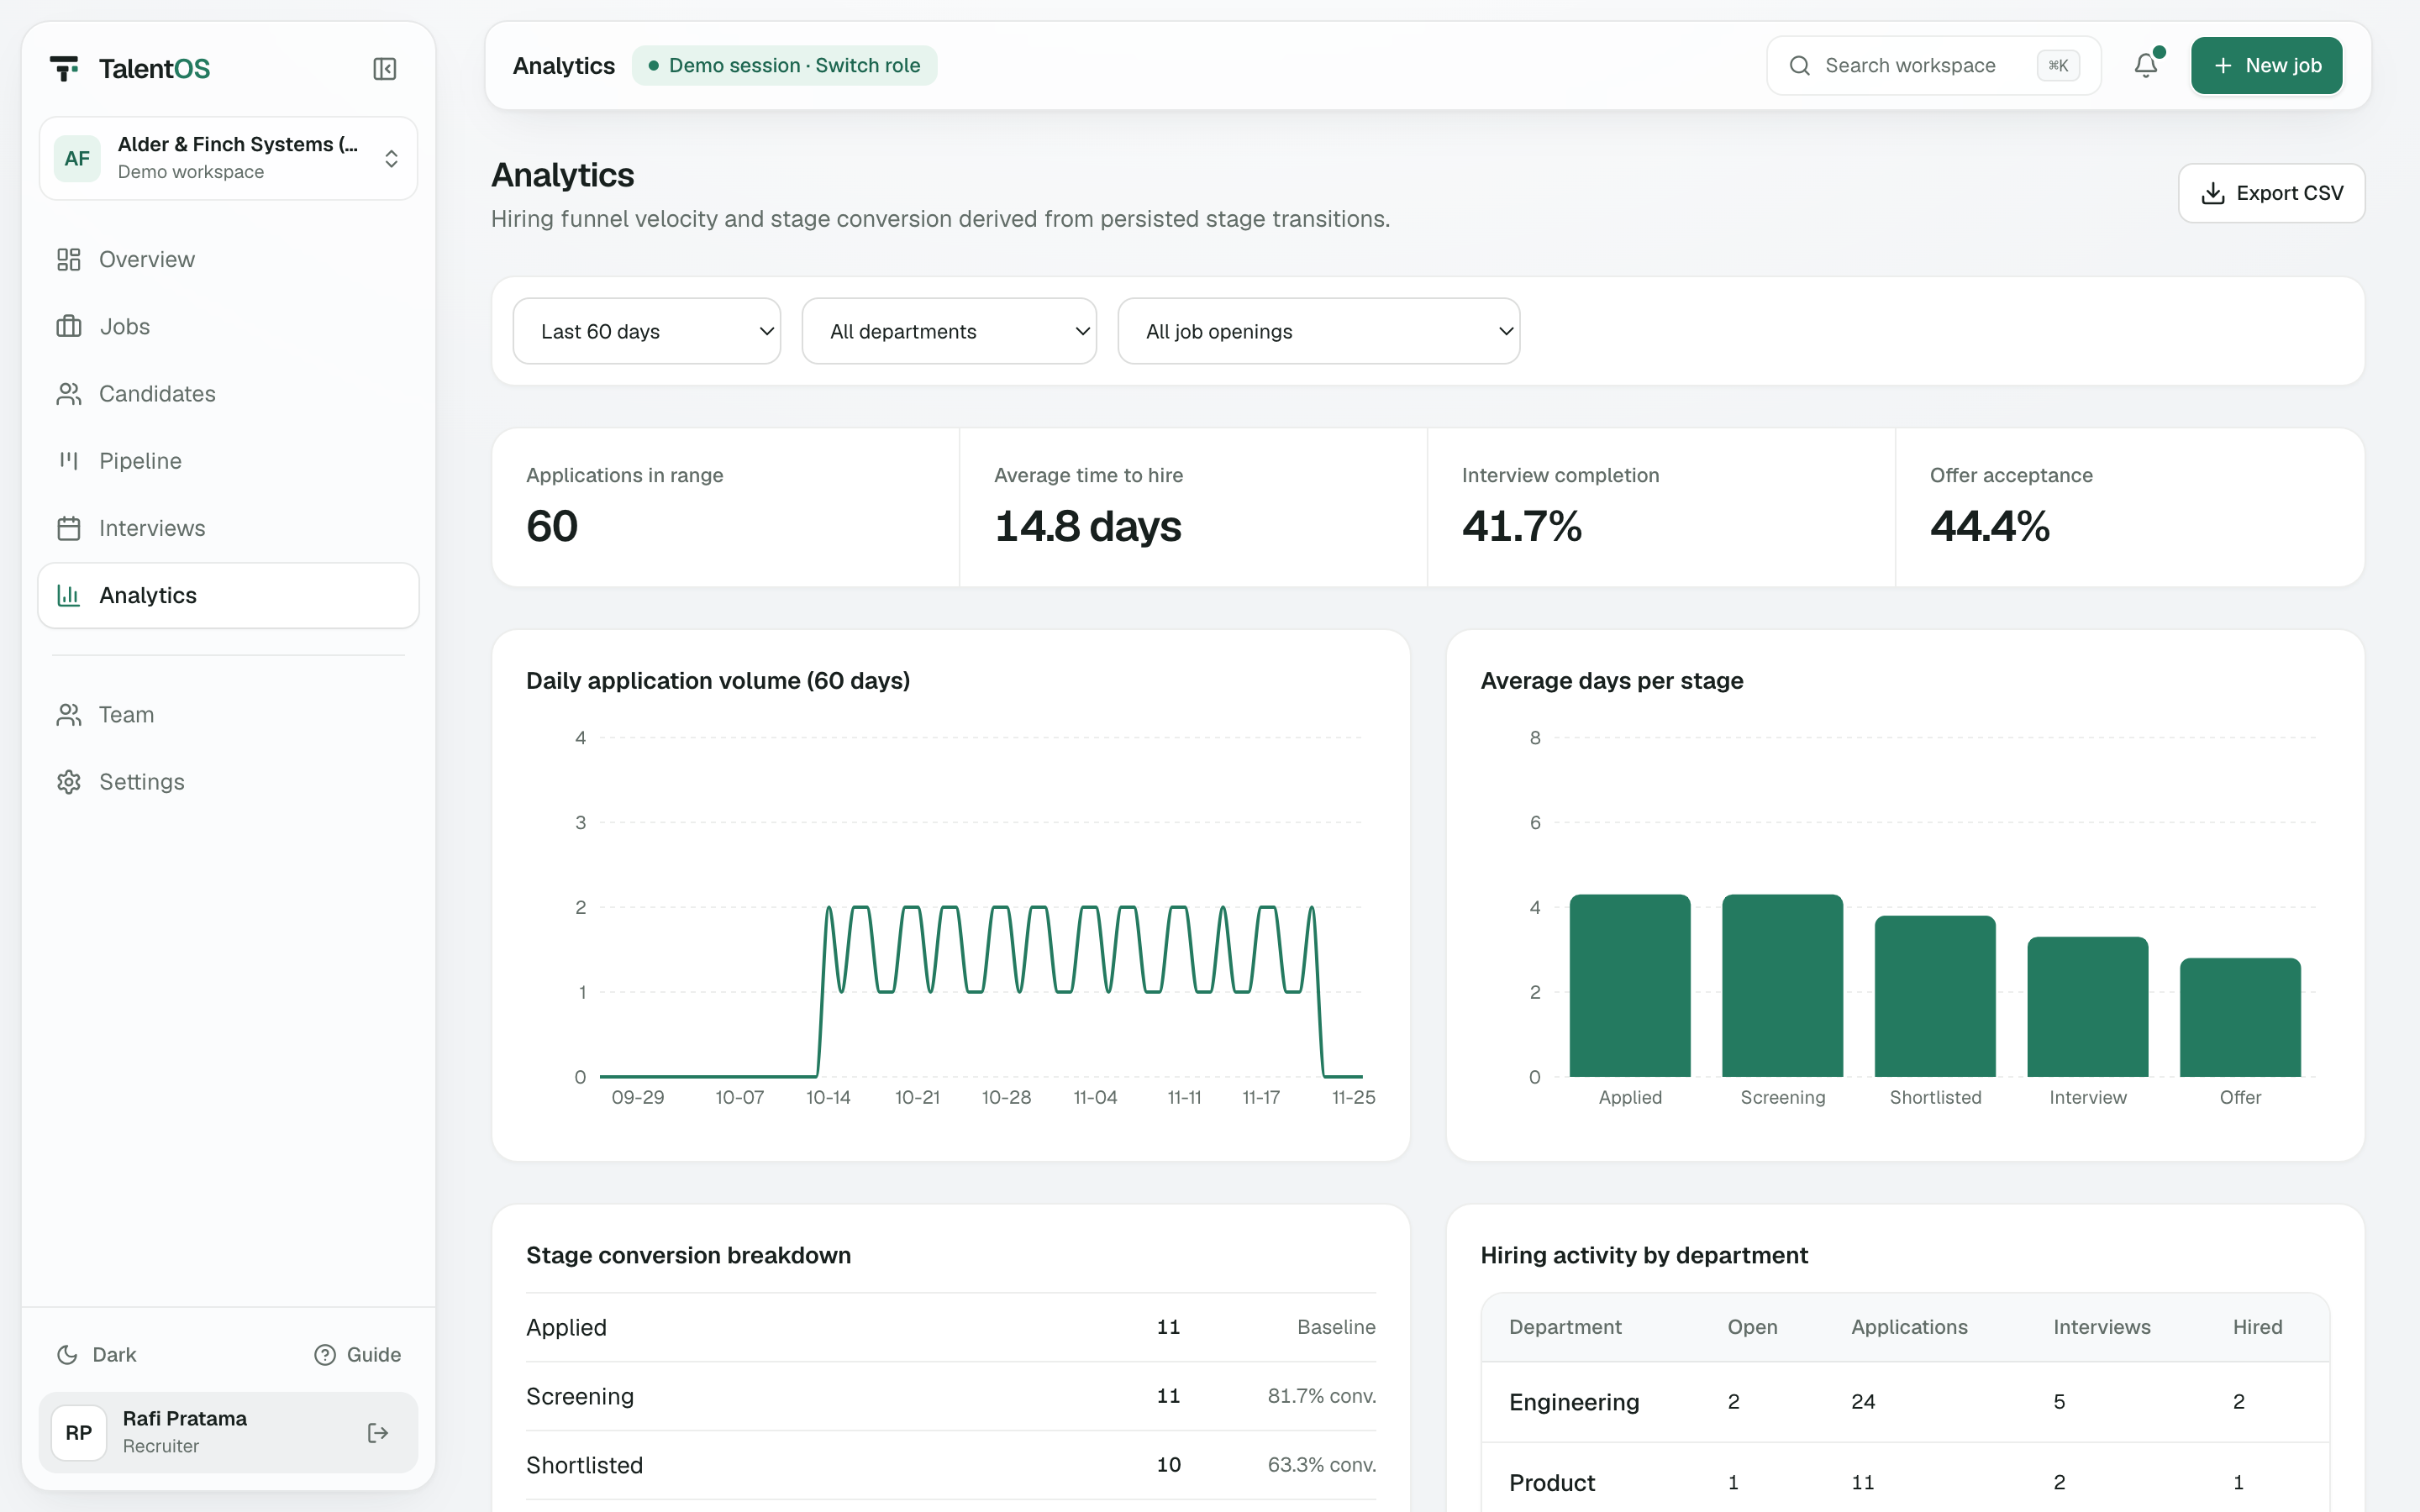 TalentOS
AF
Alder & Finch Systems (...
Demo workspace
Overview
Jobs
Candidates
Pipeline
Interviews
Analytics
Team
Settings
Dark
Guide
RP
Rafi Pratama
Recruiter
Analytics
Demo session · Switch role
Search workspace
⌘K
New job
Analytics
Hiring funnel velocity and stage conversion derived from persisted stage transitions.
Export CSV
Last 60 days
All departments
All job openings
Applications in range
60
Average time to hire
14.8 days
Interview completion
41.7%
Offer acceptance
44.4%
Daily application volume (60 days)
4
3
2
1
0
09-29 10-07 10-14 10-21 10-28 11-04 11-11 11-17 11-25
Average days per stage
8
6
4
2
0
Applied Screening Shortlisted Interview Offer
Stage conversion breakdown
Applied 11 Baseline
Screening 11 81.7% conv.
Shortlisted 10 63.3% conv.
Hiring activity by department
Department Open Applications Interviews Hired
Engineering 2 24 5 2
Product 1 11 2 1